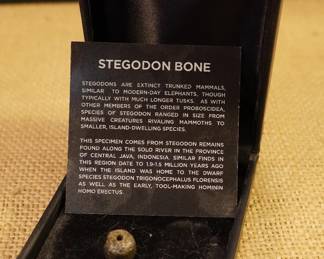 STEGODON BONE
STEGODONS ARE EXTINCT TRUNKED MAMMALS,
SIMILAR TO MODERN-DAY ELEPHANTS, THOUGH
TYPICALLY WITH MUCH LONGER TUSKS. AS WITH
OTHER MEMBERS OF THE ORDER PROBOSCIDEA,
SPECIES OF STEGODON RANGED IN SIZE FROM
MASSIVE CREATURES RIVALING MAMMOTHS TO
SMALLER, ISLAND-DWELLING SPECIES.
THIS SPECIMEN COMES FROM STEGODON REMAINS
FOUND ALONG THE SOLO RIVER IN THE PROVINCE
OF CENTRAL JAVA, INDONESIA. SIMILAR FINDS IN
THIS REGION DATE TO 1.9-1.5 MILLION YEARS AGO
WHEN THE ISLAND WAS HOME TO THE DWARF
SPECIES STEGODON TRIGONOCEPHALUS FLORENSIS
AS WELL AS THE EARLY, TOOL-MAKING HOMININ
HOMO ERECTUS.